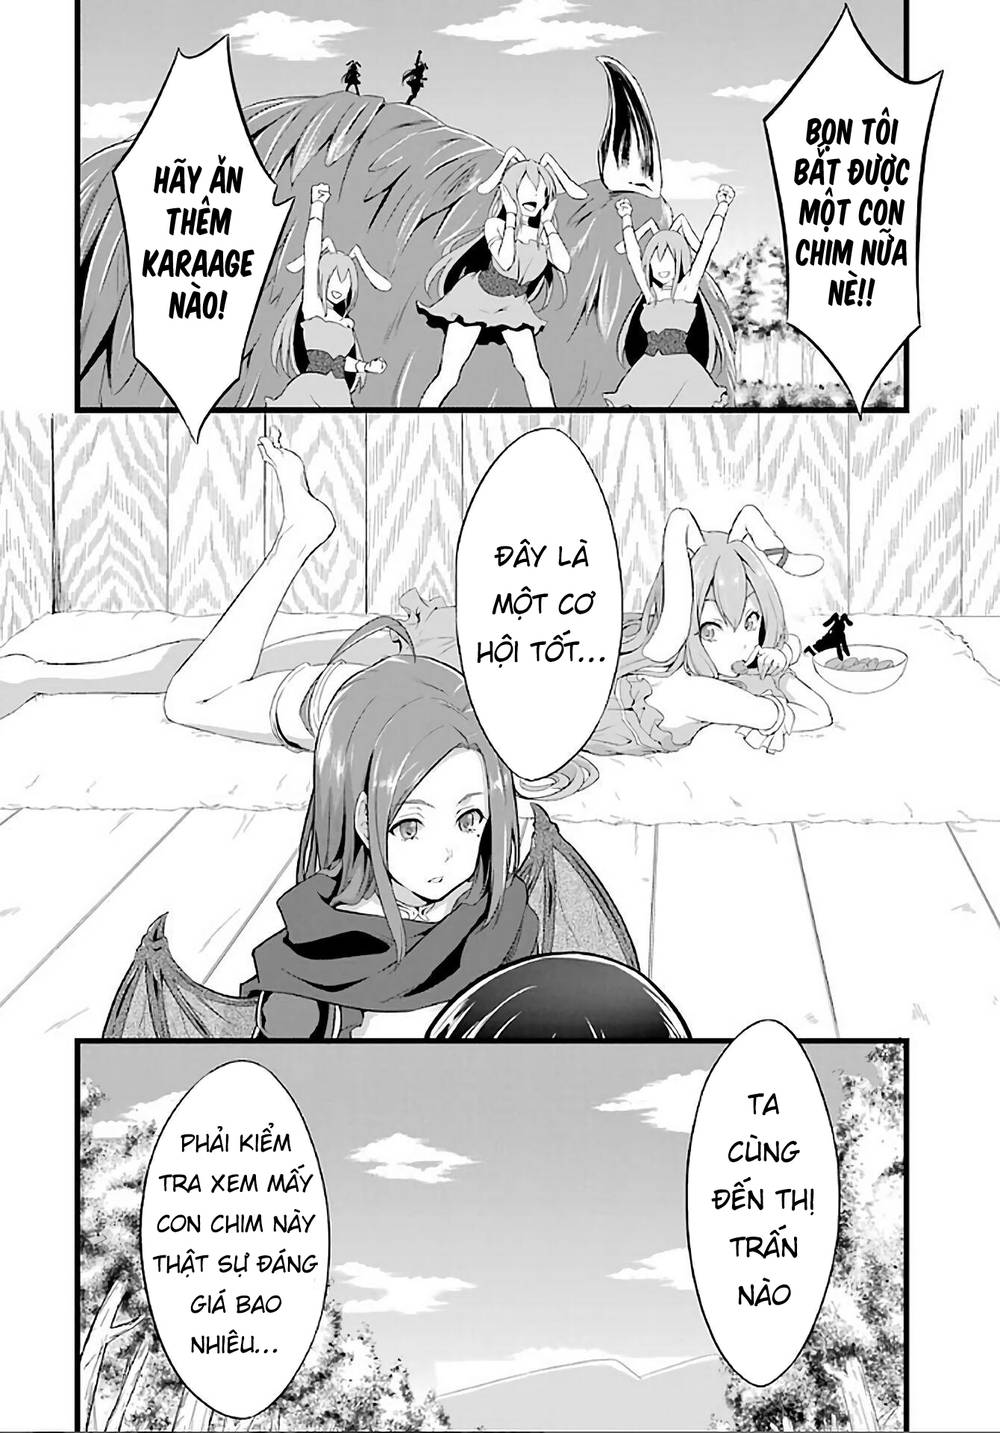 BỌN TÔI
BẮT ĐƯỢC
MỘT CON
CHIM NỮA
NÈ!!
HÃY ĂN
THÊM
KARAAGE
NÀO!
ĐÂY LÀ
MỘT CƠ
HỘI TỐT...
TA
CÙNG
ĐẾN THỊ
TRẤN
NÀO
PHẢI KIỂM
TRA XEM MẤY
CON CHIM NÀY
THẬT SỰ ĐÁNG
GIÁ BAO
NHIÊU...